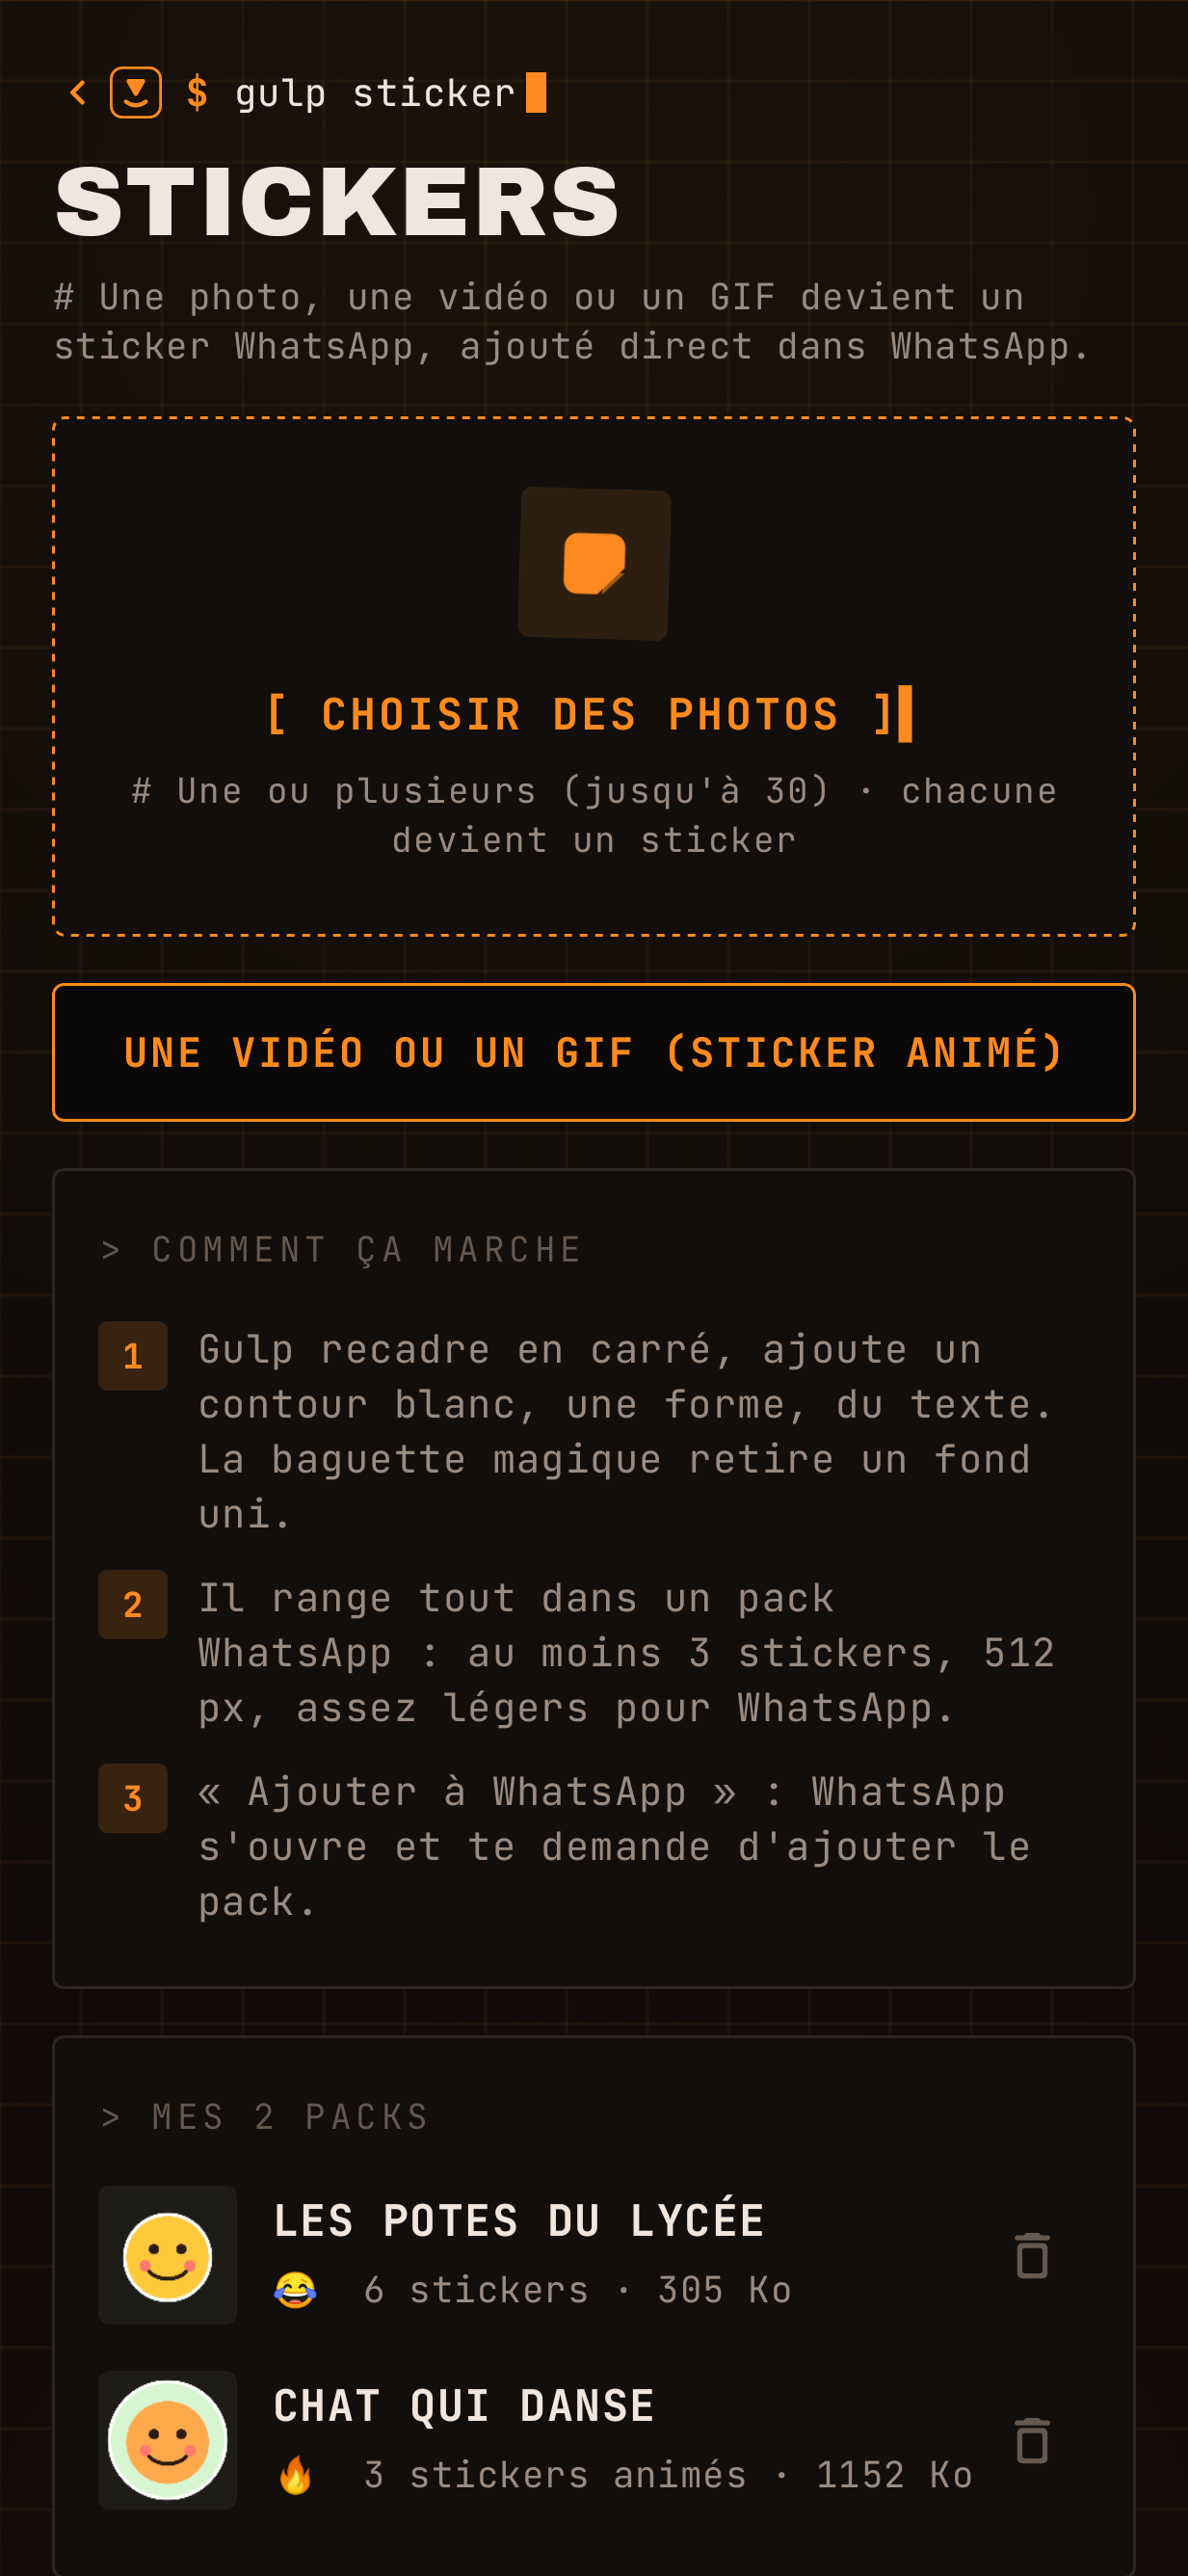 $ gulp sticker
STICKERS
# Une photo, une vidéo ou un GIF devient un
sticker WhatsApp, ajouté direct dans WhatsApp.
[ CHOISIR DES PHOTOS ]
# Une ou plusieurs (jusqu'à 30) · chacune
devient un sticker
UNE VIDÉO OU UN GIF (STICKER ANIMÉ)
> COMMENT ÇA MARCHE
1 Gulp recadre en carré, ajoute un
contour blanc, une forme, du texte.
La baguette magique retire un fond
uni.
2 Il range tout dans un pack
WhatsApp : au moins 3 stickers, 512
px, assez légers pour WhatsApp.
3 « Ajouter à WhatsApp » : WhatsApp
s'ouvre et te demande d'ajouter le
pack.
> MES 2 PACKS
LES POTES DU LYCÉE
😂 6 stickers · 305 Ko
CHAT QUI DANSE
🔥 3 stickers animés · 1152 Ko